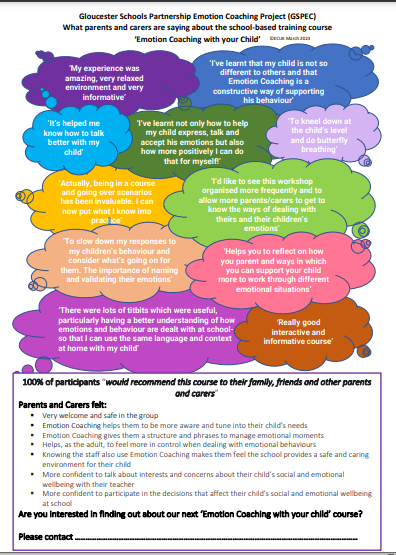 Gloucester Schools Partnership Emotion Coaching Project (GSPEC)
What parents and carers are saying about the school-based training course
'Emotion Coaching with your Child' ©ECUK March 2023
'My experience was
amazing, very relaxed
environment and very
informative'
'I've learnt that my child is not so
different to others and that
Emotion Coaching is a
constructive way of supporting
his behaviour'
'It's helped me
know how to talk
better with my
child'
'I've learnt not only how to help
my child express, talk and
accept his emotions but also
how more positively I can do
that for myself!'
'To kneel down at
the child's level
and do butterfly
breathing'
'Actually, being in a course
and going over scenarios
has been invaluable. I can
now put what I know into
practice'
'I'd like to see this workshop
organised more frequently and to
allow more parents/carers to get to
know the ways of dealing with
theirs and their children's
emotions'
'To slow down my responses to
my children's behaviour and
consider what's going on for
them. The importance of naming
and validating their emotions'
'Helps you to reflect on how
you parent and ways in which
you can support your child
more to work through different
emotional situations'
'There were lots of titbits which were useful,
particularly having a better understanding of how
emotions and behaviour are dealt with at school-
so that I can use the same language and context
at home with my child'
'Really good
interactive and
informative course'
100% of participants "would recommend this course to their family, friends and other parents
and carers"
Parents and Carers felt:
• Very welcome and safe in the group
• Emotion Coaching helps them to be more aware and tune into their child's needs
• Emotion Coaching gives them a structure and phrases to manage emotional moments
• Helps, as the adult, to feel more in control when dealing with emotional behaviours
• Knowing the staff also use Emotion Coaching makes them feel the school provides a safe and caring
environment for their child
• More confident to talk about interests and concerns about their child's social and emotional
wellbeing with their teacher
• More confident to participate in the decisions that affect their child's social and emotional wellbeing
at school
Are you interested in finding out about our next 'Emotion Coaching with your child' course?
Please contact ........................................................................